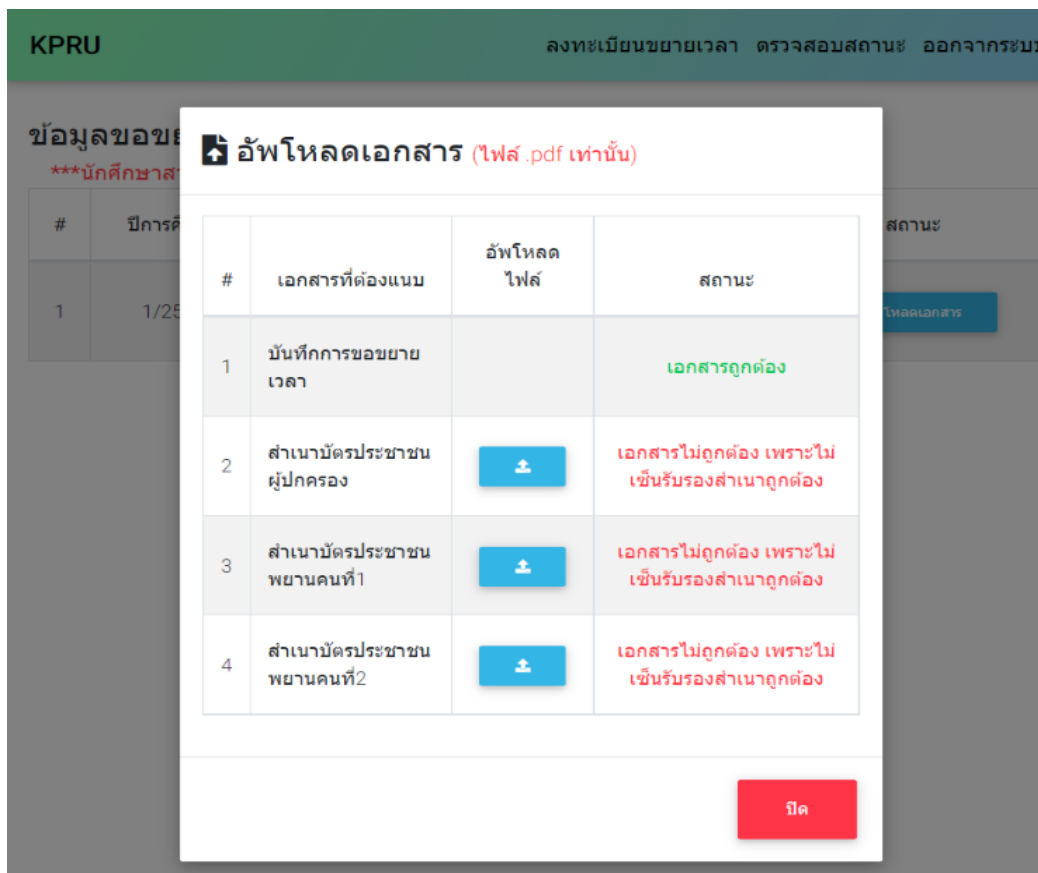 KPRU
ลงทะเบียนขยายเวลา ตรวจสอบสถานะ ออกจากระบบ
***นักศึกษาส
# ปีการศึ
สถานะ
1 1/25
โหลดเอกสาร
อัพโหลดเอกสาร (ไฟล์ .pdf เท่านั้น)
# เอกสารที่ต้องแนบ อัพโหลด
ไฟล์ สถานะ
1 บันทึกการขอขยาย
เวลา เอกสารถูกต้อง
2 สำเนาบัตรประชาชน
ผู้ปกครอง เอกสารไม่ถูกต้อง เพราะไม่
เซ็นรับรองสำเนาถูกต้อง
3 สำเนาบัตรประชาชน
พยานคนที่1 เอกสารไม่ถูกต้อง เพราะไม่
เซ็นรับรองสำเนาถูกต้อง
4 สำเนาบัตรประชาชน
พยานคนที่2 เอกสารไม่ถูกต้อง เพราะไม่
เซ็นรับรองสำเนาถูกต้อง
ปิด